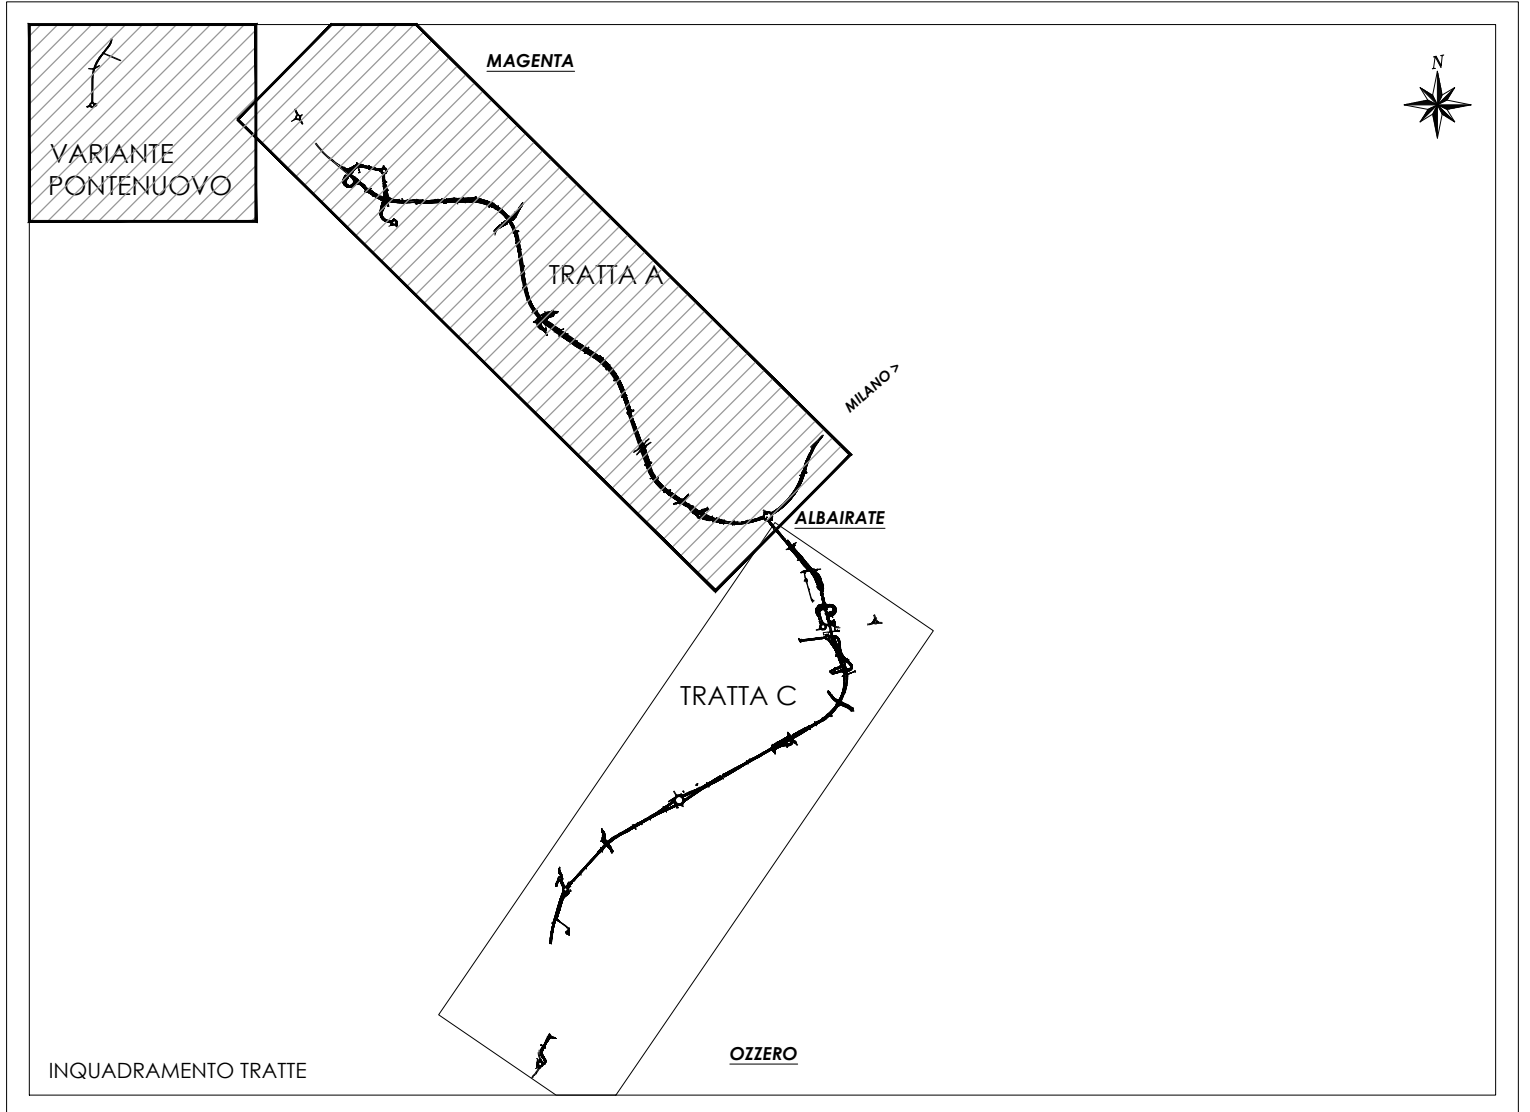 MAGENTA
N
VARIANTE
PONTENUOVO
TRATTA A
MILANO >
ALBAIRATE
TRATTA C
OZZERO
INQUADRAMENTO TRATTE